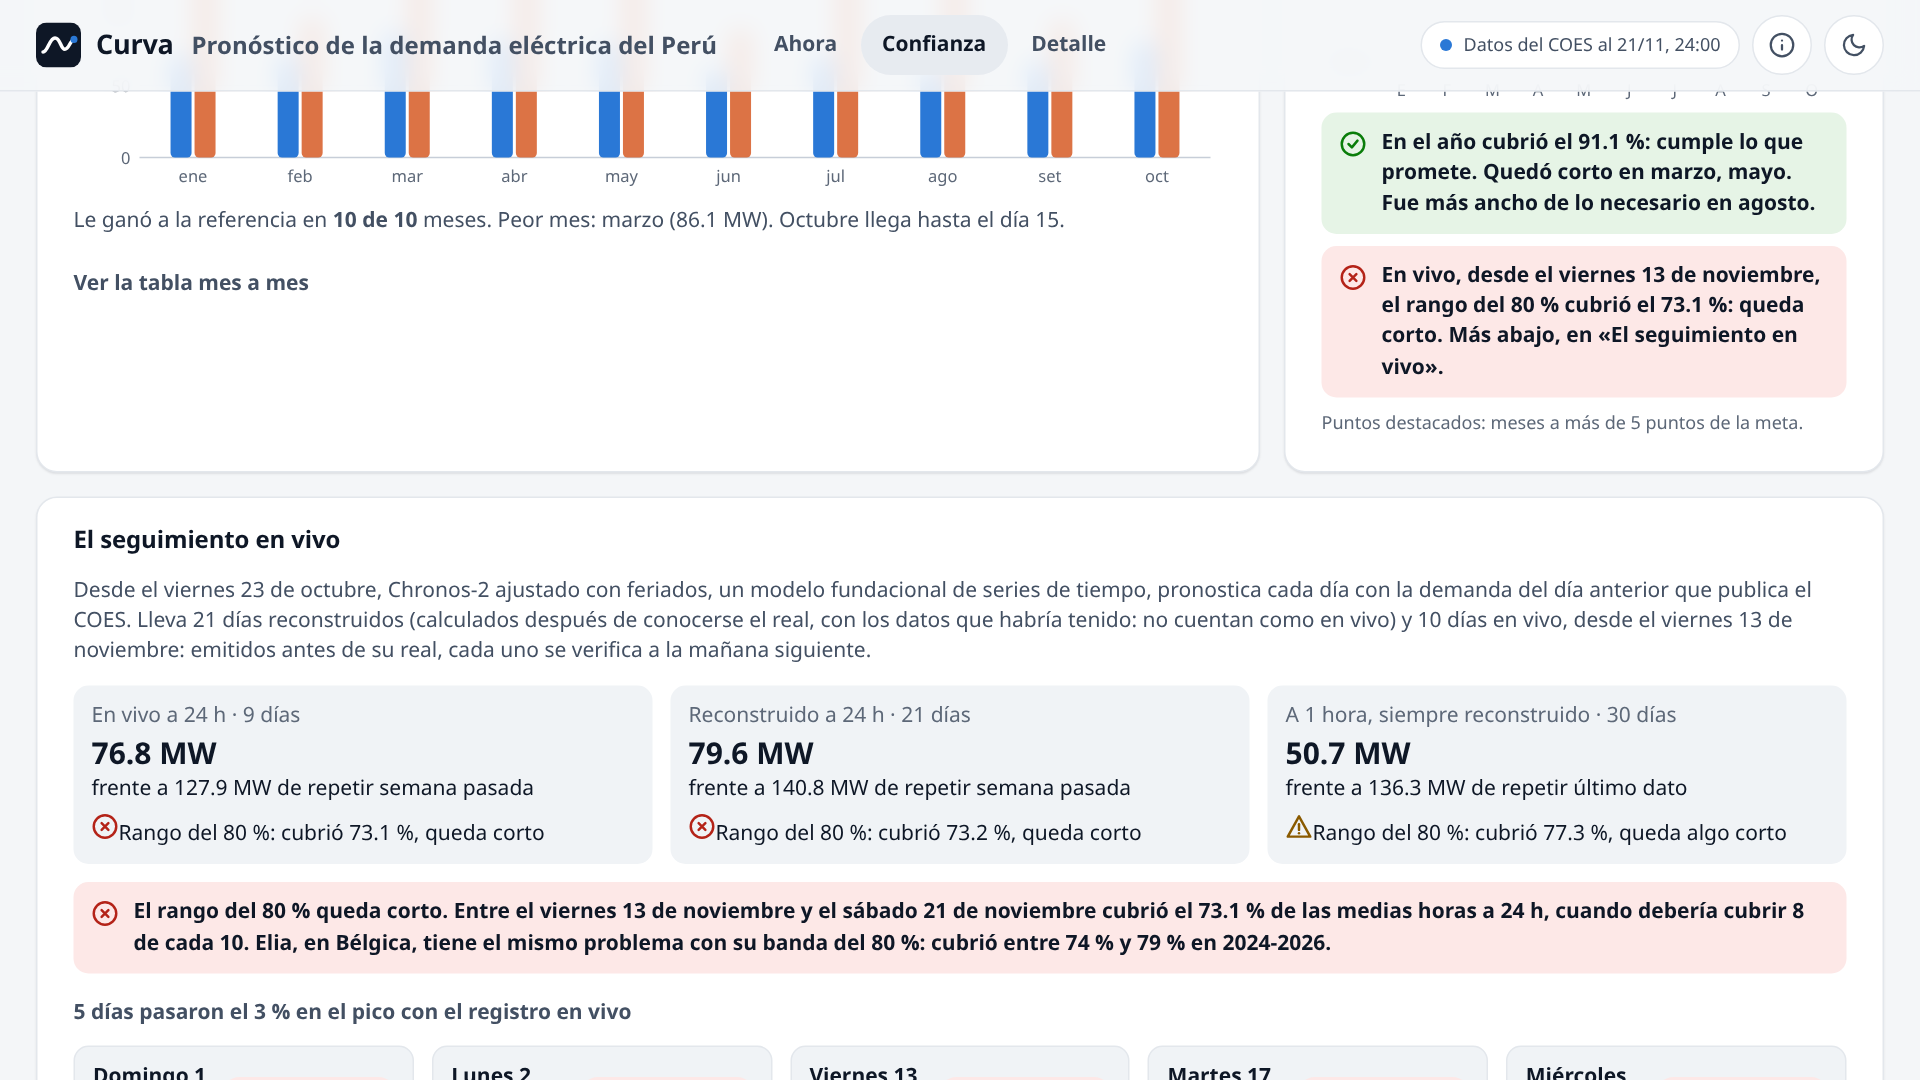 Curva Pronóstico de la demanda eléctrica del Perú Ahora Confianza Detalle Datos del COES al 21/11, 24:00
0
ene feb mar abr may jun jul ago set oct
Le ganó a la referencia en 10 de 10 meses. Peor mes: marzo (86.1 MW). Octubre llega hasta el día 15.
Ver la tabla mes a mes
En el año cubrió el 91.1 %: cumple lo que
promete. Quedó corto en marzo, mayo.
Fue más ancho de lo necesario en agosto.
En vivo, desde el viernes 13 de noviembre,
el rango del 80 % cubrió el 73.1 %: queda
corto. Más abajo, en «El seguimiento en
vivo».
Puntos destacados: meses a más de 5 puntos de la meta.
El seguimiento en vivo
Desde el viernes 23 de octubre, Chronos-2 ajustado con feriados, un modelo fundacional de series de tiempo, pronostica cada día con la demanda del día anterior que publica el
COES. Lleva 21 días reconstruidos (calculados después de conocerse el real, con los datos que habría tenido: no cuentan como en vivo) y 10 días en vivo, desde el viernes 13 de
noviembre: emitidos antes de su real, cada uno se verifica a la mañana siguiente.
En vivo a 24 h · 9 días
76.8 MW
frente a 127.9 MW de repetir semana pasada
Rango del 80 %: cubrió 73.1 %, queda corto
Reconstruido a 24 h · 21 días
79.6 MW
frente a 140.8 MW de repetir semana pasada
Rango del 80 %: cubrió 73.2 %, queda corto
A 1 hora, siempre reconstruido · 30 días
50.7 MW
frente a 136.3 MW de repetir último dato
Rango del 80 %: cubrió 77.3 %, queda algo corto
El rango del 80 % queda corto. Entre el viernes 13 de noviembre y el sábado 21 de noviembre cubrió el 73.1 % de las medias horas a 24 h, cuando debería cubrir 8
de cada 10. Elia, en Bélgica, tiene el mismo problema con su banda del 80 %: cubrió entre 74 % y 79 % en 2024-2026.
5 días pasaron el 3 % en el pico con el registro en vivo
Domingo 1 Lunes 2 Viernes 13 Martes 17 Miércoles